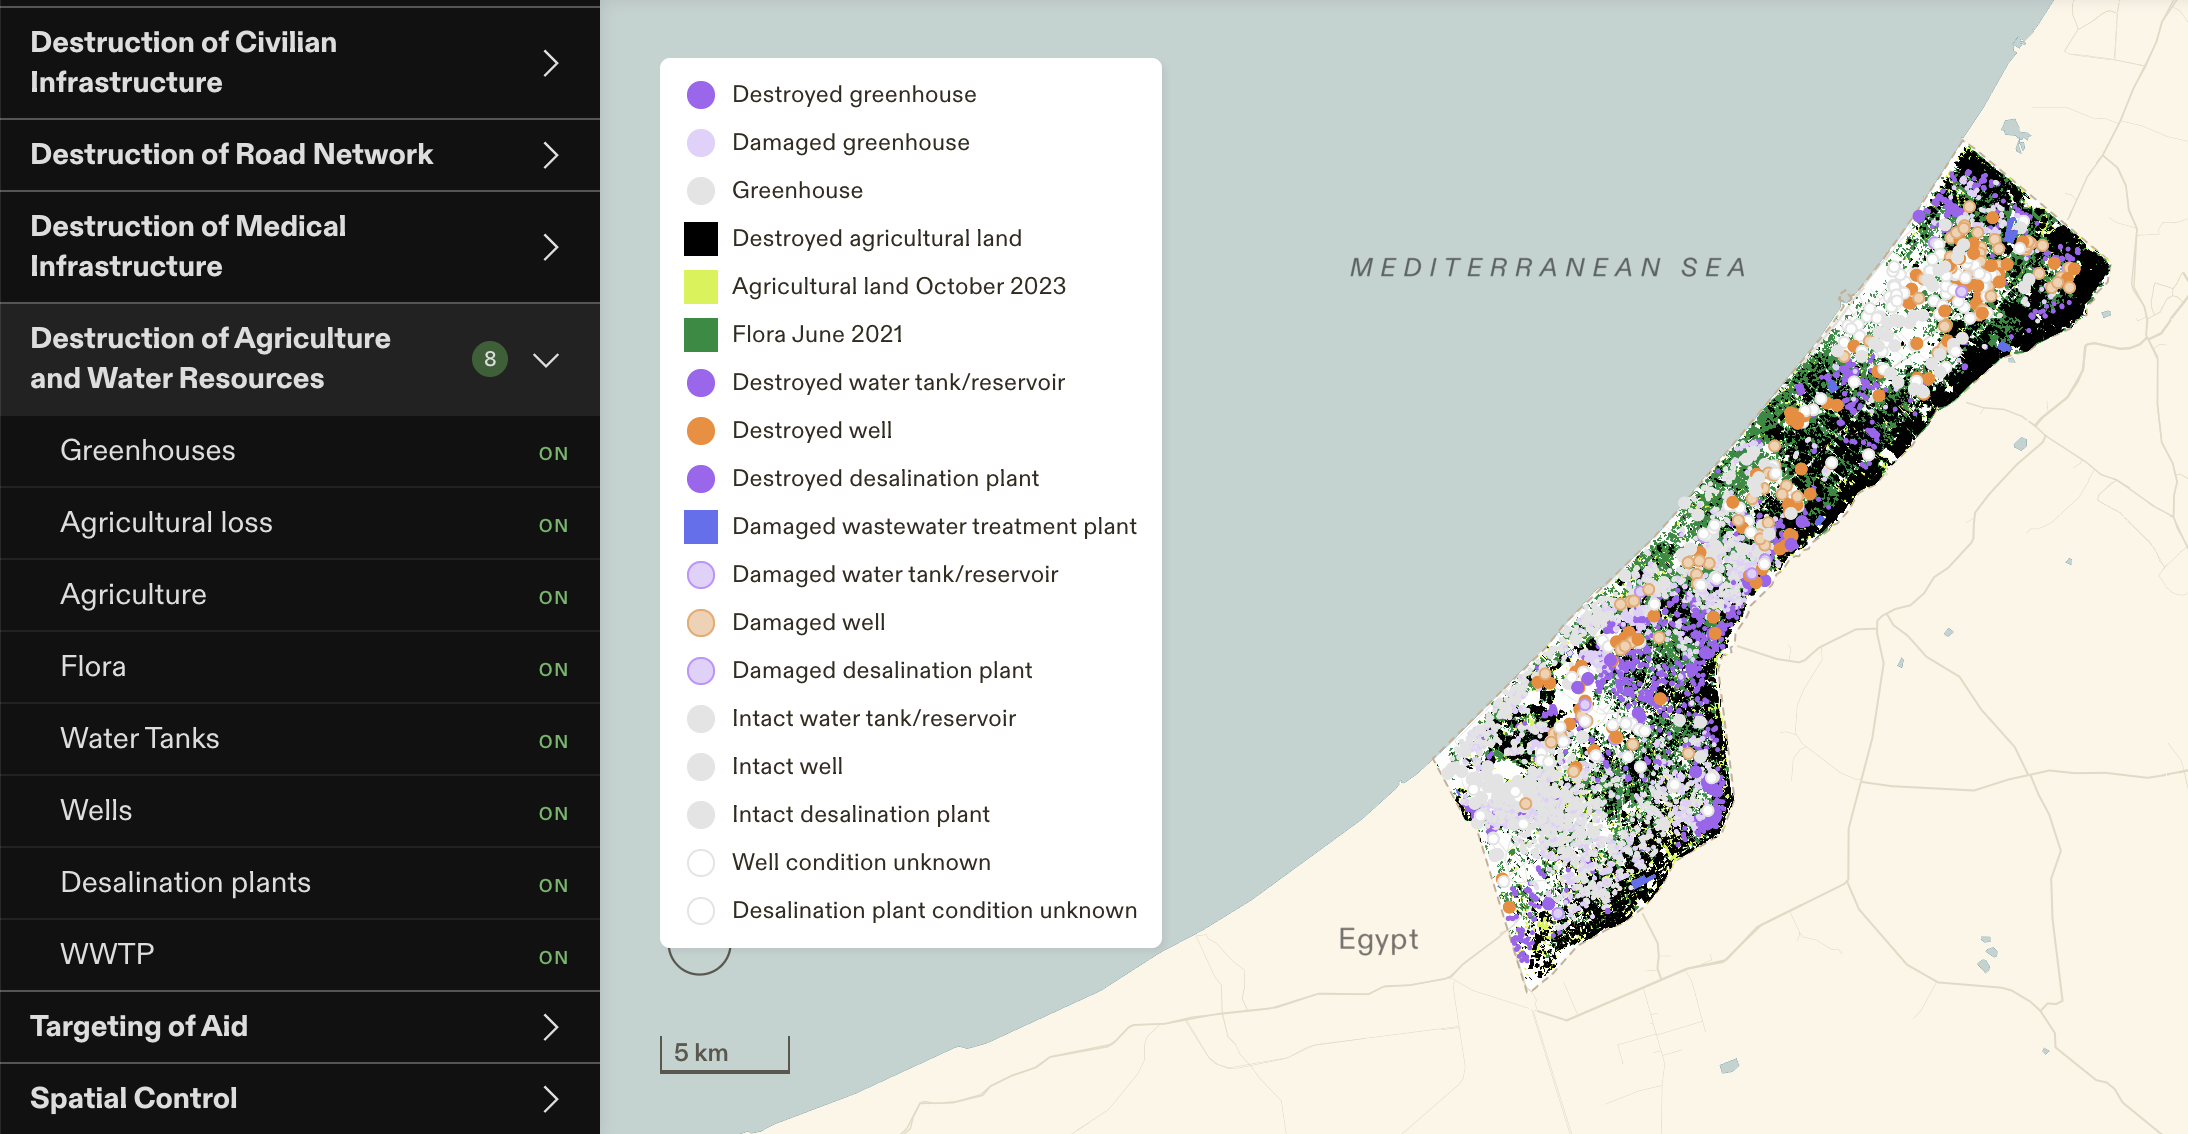 Destruction of Civilian
Infrastructure
Destruction of Road Network
Destruction of Medical
Infrastructure
Destruction of Agriculture
and Water Resources
8
Greenhouses
ON
Agricultural loss
ON
Agriculture
ON
Flora
ON
Water Tanks
ON
Wells
ON
Desalination plants
ON
WWTP
ON
Targeting of Aid
Spatial Control
Destroyed greenhouse
Damaged greenhouse
Greenhouse
Destroyed agricultural land
Agricultural land October 2023
Flora June 2021
Destroyed water tank/reservoir
Destroyed well
Destroyed desalination plant
Damaged wastewater treatment plant
Damaged water tank/reservoir
Damaged well
Damaged desalination plant
Intact water tank/reservoir
Intact well
Intact desalination plant
Well condition unknown
Desalination plant condition unknown
5 km
MEDITERRANEAN SEA
Egypt